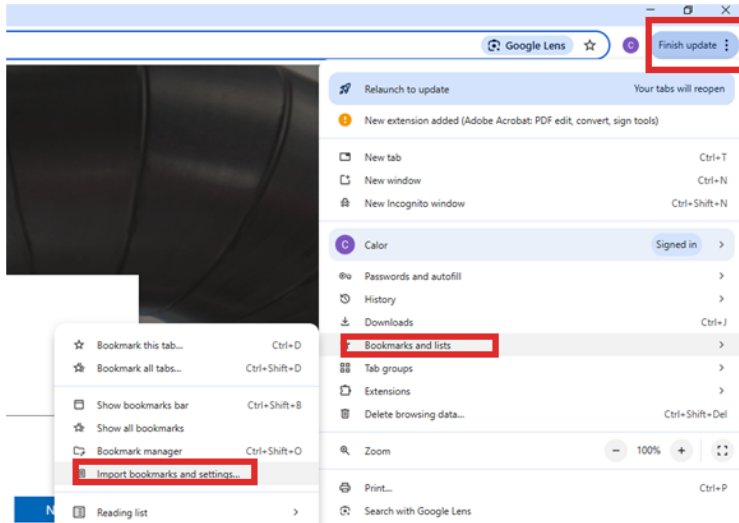 Google Lens
C
Finish update
Relaunch to update Your tabs will reopen
New extension added (Adobe Acrobat: PDF edit, convert, sign tools)
New tab Ctrl+T
New window Ctrl+N
New Incognito window Ctrl+Shift+N
C Calor Signed in
Passwords and autofill
History
Downloads Ctrl+J
Bookmarks and lists
Tab groups
Extensions
Delete browsing data... Ctrl+Shift+Del
Zoom − 100% +
Print... Ctrl+P
Search with Google Lens
Bookmark this tab... Ctrl+D
Bookmark all tabs... Ctrl+Shift+D
Show bookmarks bar Ctrl+Shift+B
Show all bookmarks
Bookmark manager Ctrl+Shift+O
Import bookmarks and settings...
Reading list
N